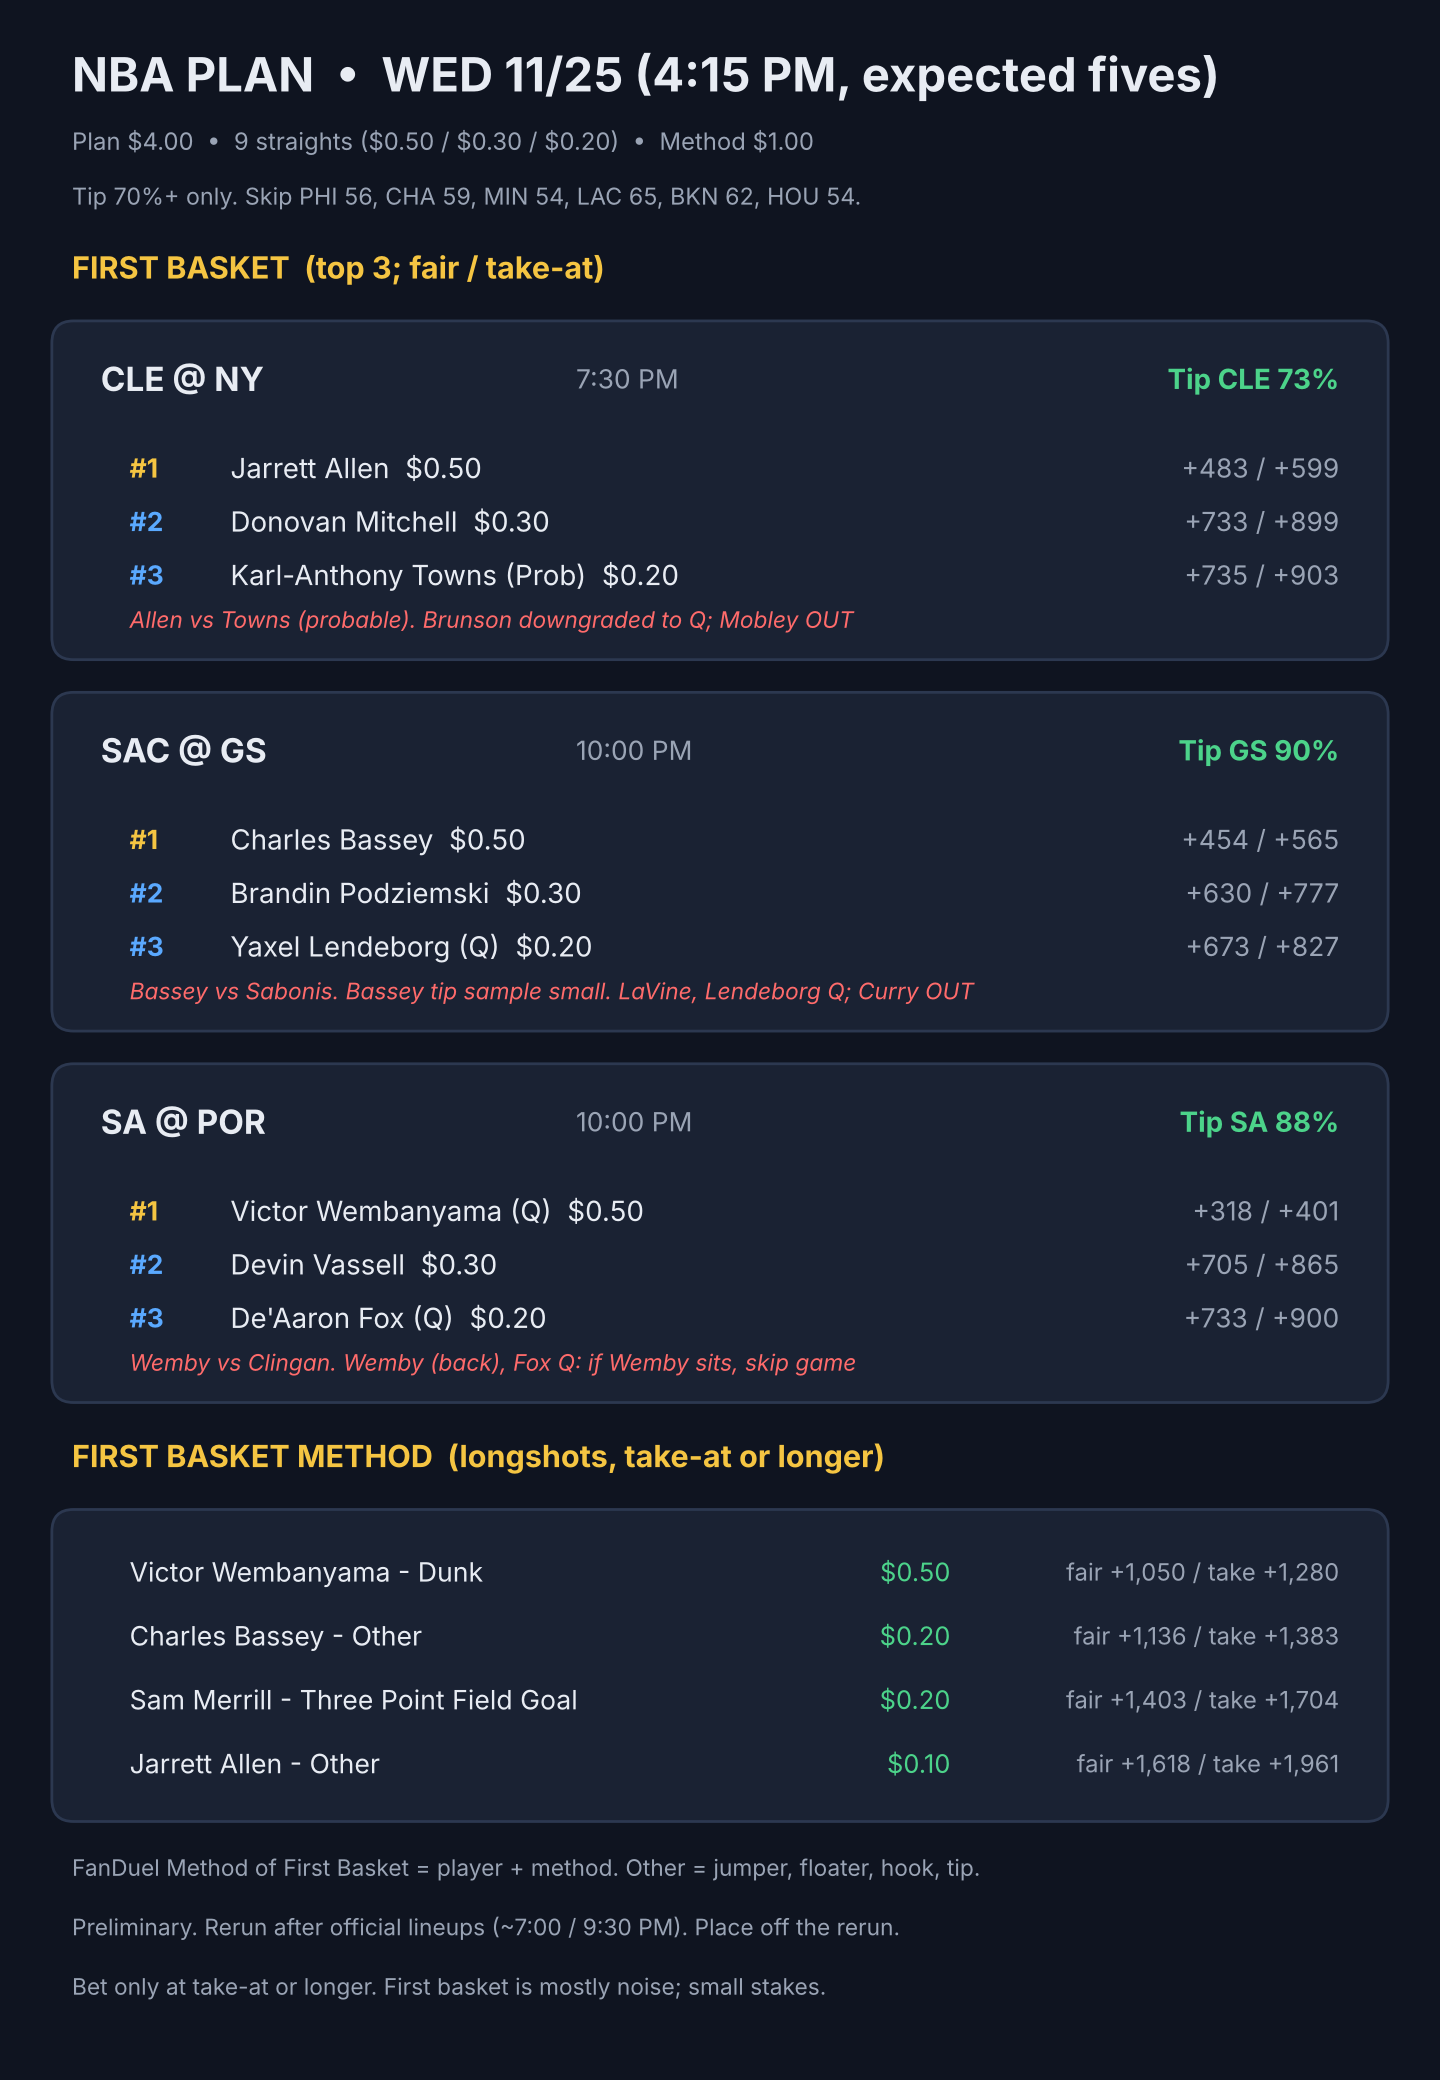 NBA PLAN • WED 11/25 (4:15 PM, expected fives)
Plan $4.00 • 9 straights ($0.50 / $0.30 / $0.20) • Method $1.00
Tip 70%+ only. Skip PHI 56, CHA 59, MIN 54, LAC 65, BKN 62, HOU 54.
FIRST BASKET (top 3; fair / take-at)
CLE @ NY 7:30 PM Tip CLE 73%
#1 Jarrett Allen $0.50 +483 / +599
#2 Donovan Mitchell $0.30 +733 / +899
#3 Karl-Anthony Towns (Prob) $0.20 +735 / +903
Allen vs Towns (probable). Brunson downgraded to Q; Mobley OUT
SAC @ GS 10:00 PM Tip GS 90%
#1 Charles Bassey $0.50 +454 / +565
#2 Brandin Podziemski $0.30 +630 / +777
#3 Yaxel Lendeborg (Q) $0.20 +673 / +827
Bassey vs Sabonis. Bassey tip sample small. LaVine, Lendeborg Q; Curry OUT
SA @ POR 10:00 PM Tip SA 88%
#1 Victor Wembanyama (Q) $0.50 +318 / +401
#2 Devin Vassell $0.30 +705 / +865
#3 De'Aaron Fox (Q) $0.20 +733 / +900
Wemby vs Clingan. Wemby (back), Fox Q: if Wemby sits, skip game
FIRST BASKET METHOD (longshots, take-at or longer)
Victor Wembanyama - Dunk $0.50 fair +1,050 / take +1,280
Charles Bassey - Other $0.20 fair +1,136 / take +1,383
Sam Merrill - Three Point Field Goal $0.20 fair +1,403 / take +1,704
Jarrett Allen - Other $0.10 fair +1,618 / take +1,961
FanDuel Method of First Basket = player + method. Other = jumper, floater, hook, tip.
Preliminary. Rerun after official lineups (~7:00 / 9:30 PM). Place off the rerun.
Bet only at take-at or longer. First basket is mostly noise; small stakes.